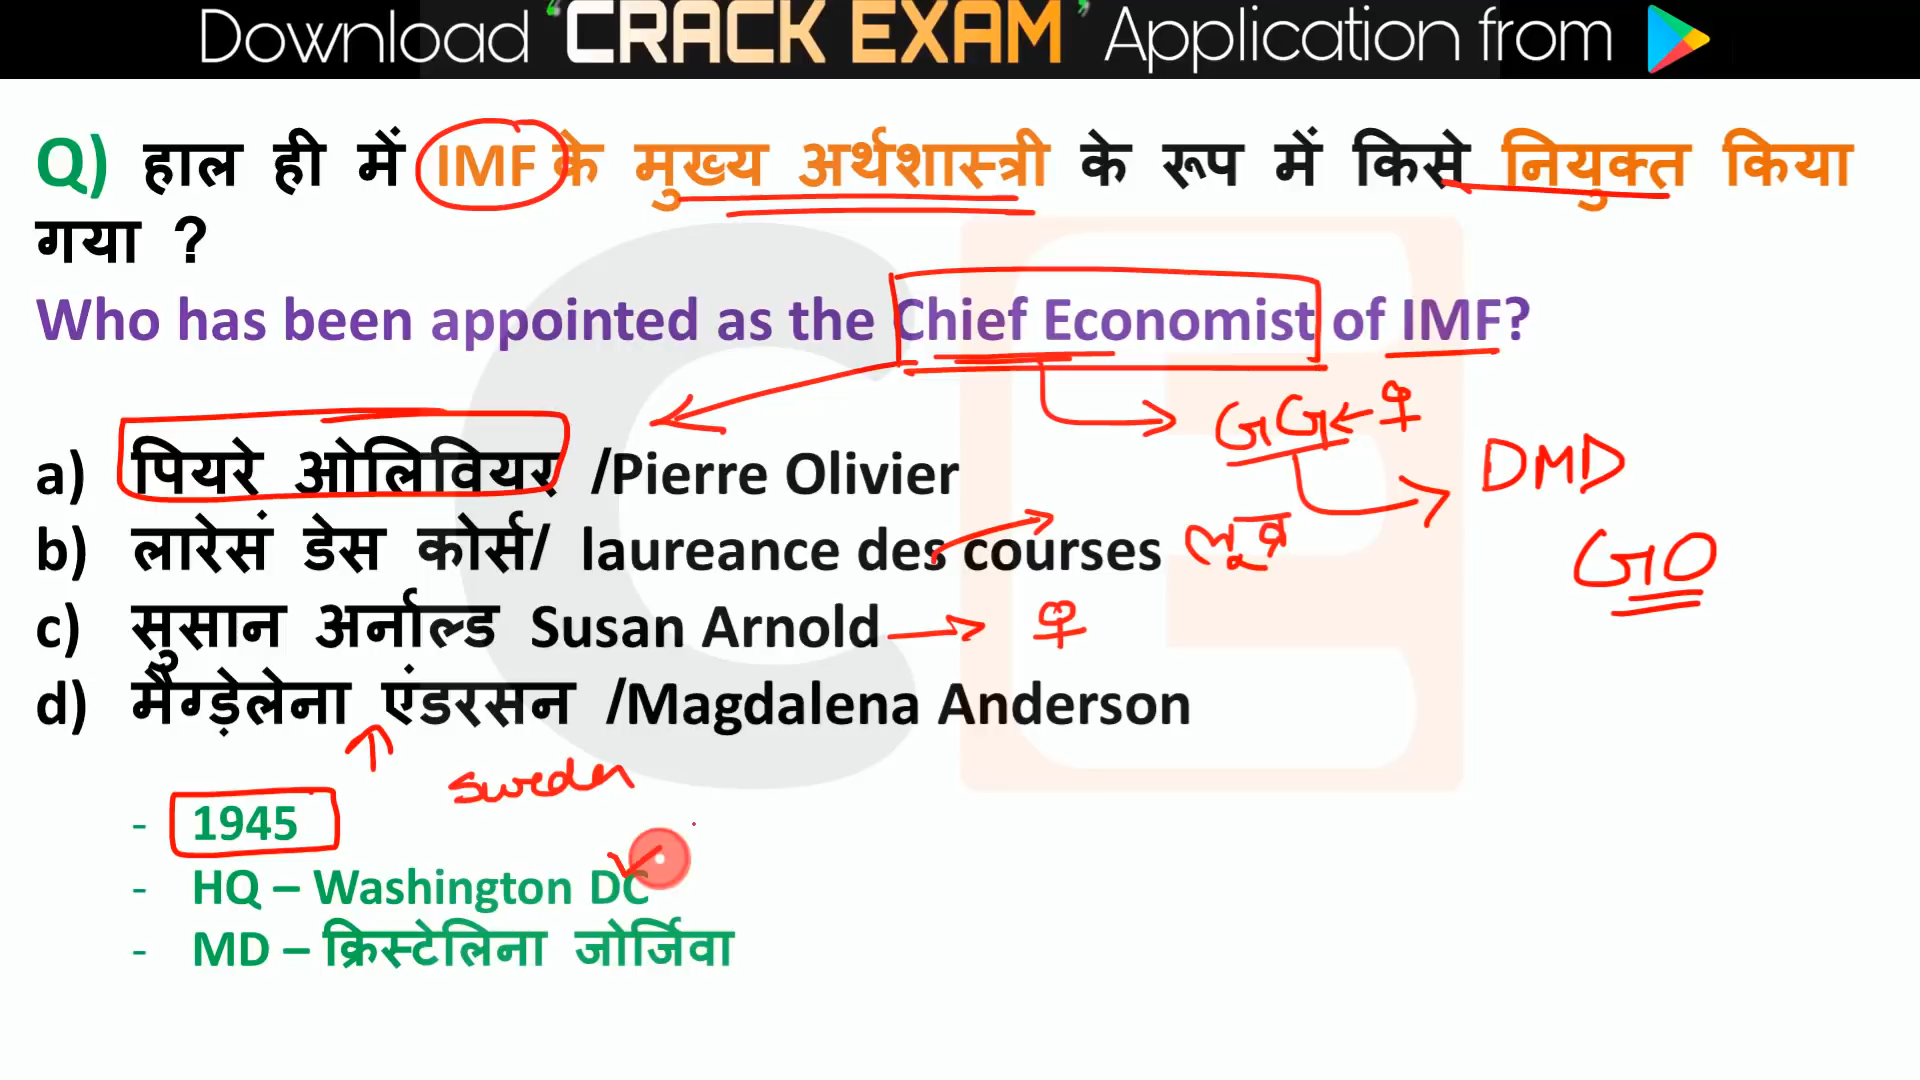 Download "CRACK EXAM" Application from
Q) हाल ही में IMF के मुख्य अर्थशास्त्री के रूप में किसे नियुक्त किया
गया ?
Who has been appointed as the Chief Economist of IMF?
GG ← ♀
DMD
a) पियरे ओलिवियर /Pierre Olivier
b) लारेसं डेस कोर्स/ laureance des courses
लूव्र
GO
c) सुसान अर्नाल्ड Susan Arnold → ♀
d) मैग्ड़ेलेना एंडरसन /Magdalena Anderson
Sweden
- 1945
- HQ – Washington DC
- MD – क्रिस्टेलिना जोर्जिवा